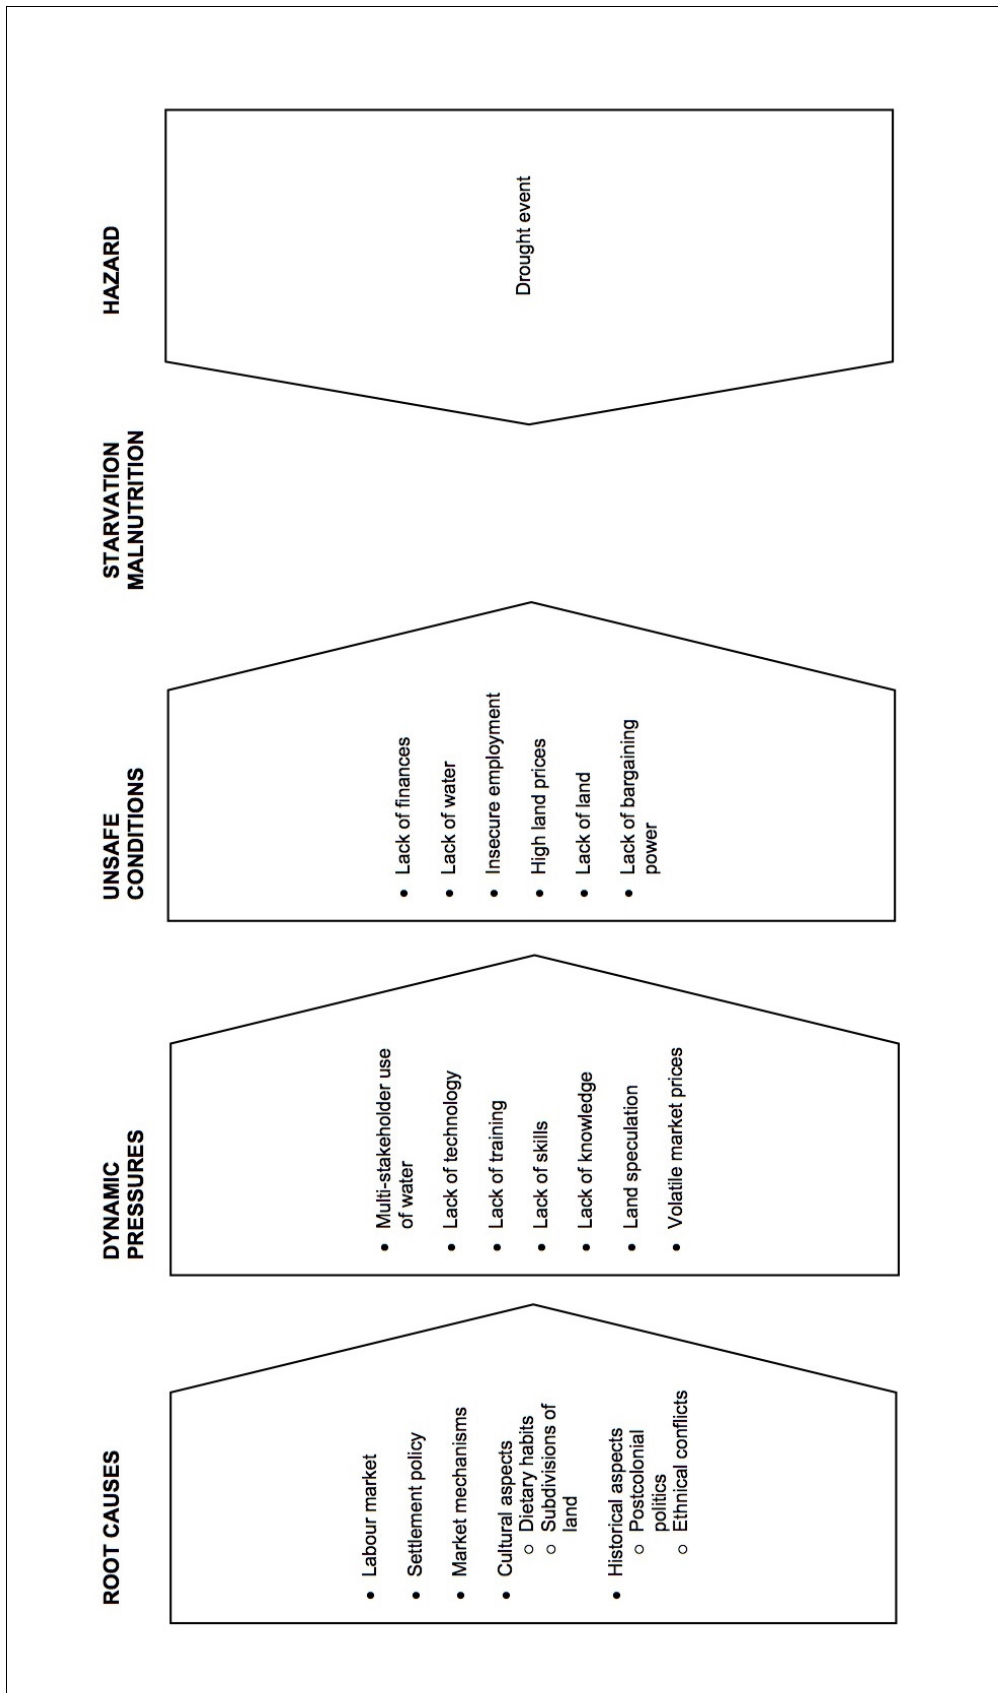 ROOT CAUSES
• Labour market
• Settlement policy
• Market mechanisms
• Cultural aspects
○ Dietary habits
○ Subdivisions of
land
• Historical aspects
○ Postcolonial
politics
○ Ethnical conflicts
DYNAMIC
PRESSURES
• Multi-stakeholder use
of water
• Lack of technology
• Lack of training
• Lack of skills
• Lack of knowledge
• Land speculation
• Volatile market prices
UNSAFE
CONDITIONS
• Lack of finances
• Lack of water
• Insecure employment
• High land prices
• Lack of land
• Lack of bargaining
power
STARVATION
MALNUTRITION
HAZARD
Drought event